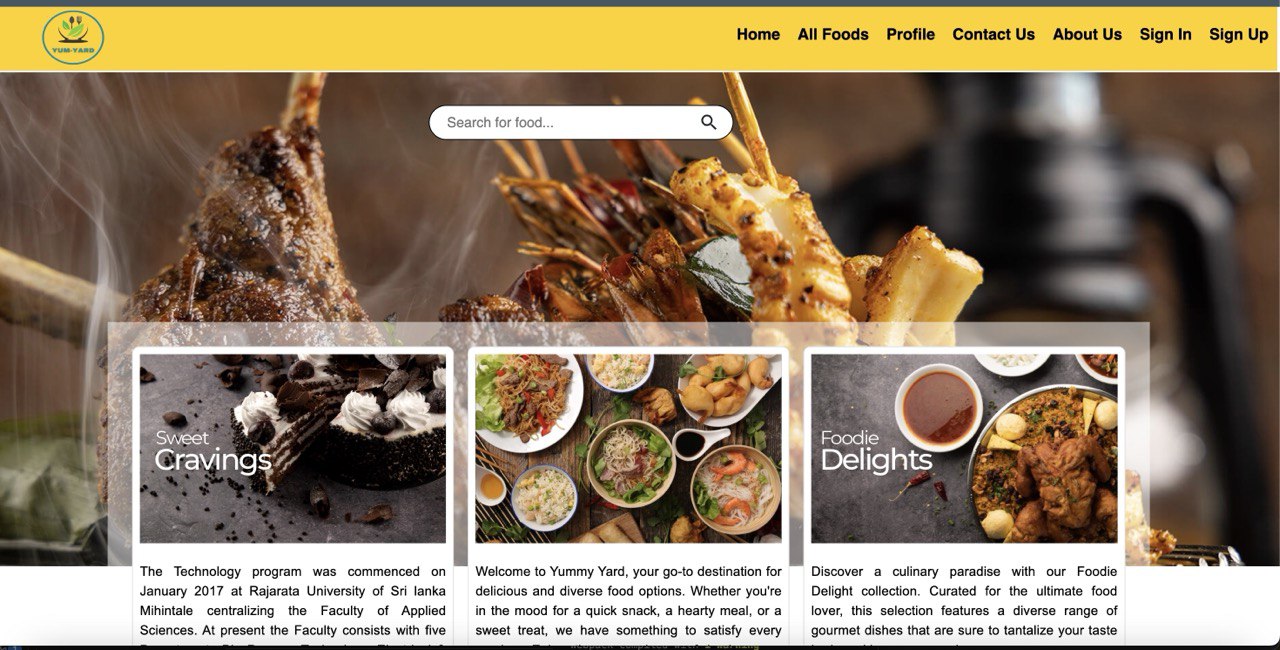 YUM-YARD
Home All Foods Profile Contact Us About Us Sign In Sign Up
Search for food...
Sweet
Cravings
Foodie
Delights
The Technology program was commenced on
January 2017 at Rajarata University of Sri lanka
Mihintale centralizing the Faculty of Applied
Sciences. At present the Faculty consists with five
Welcome to Yummy Yard, your go-to destination for
delicious and diverse food options. Whether you're
in the mood for a quick snack, a hearty meal, or a
sweet treat, we have something to satisfy every
Discover a culinary paradise with our Foodie
Delight collection. Curated for the ultimate food
lover, this selection features a diverse range of
gourmet dishes that are sure to tantalize your taste